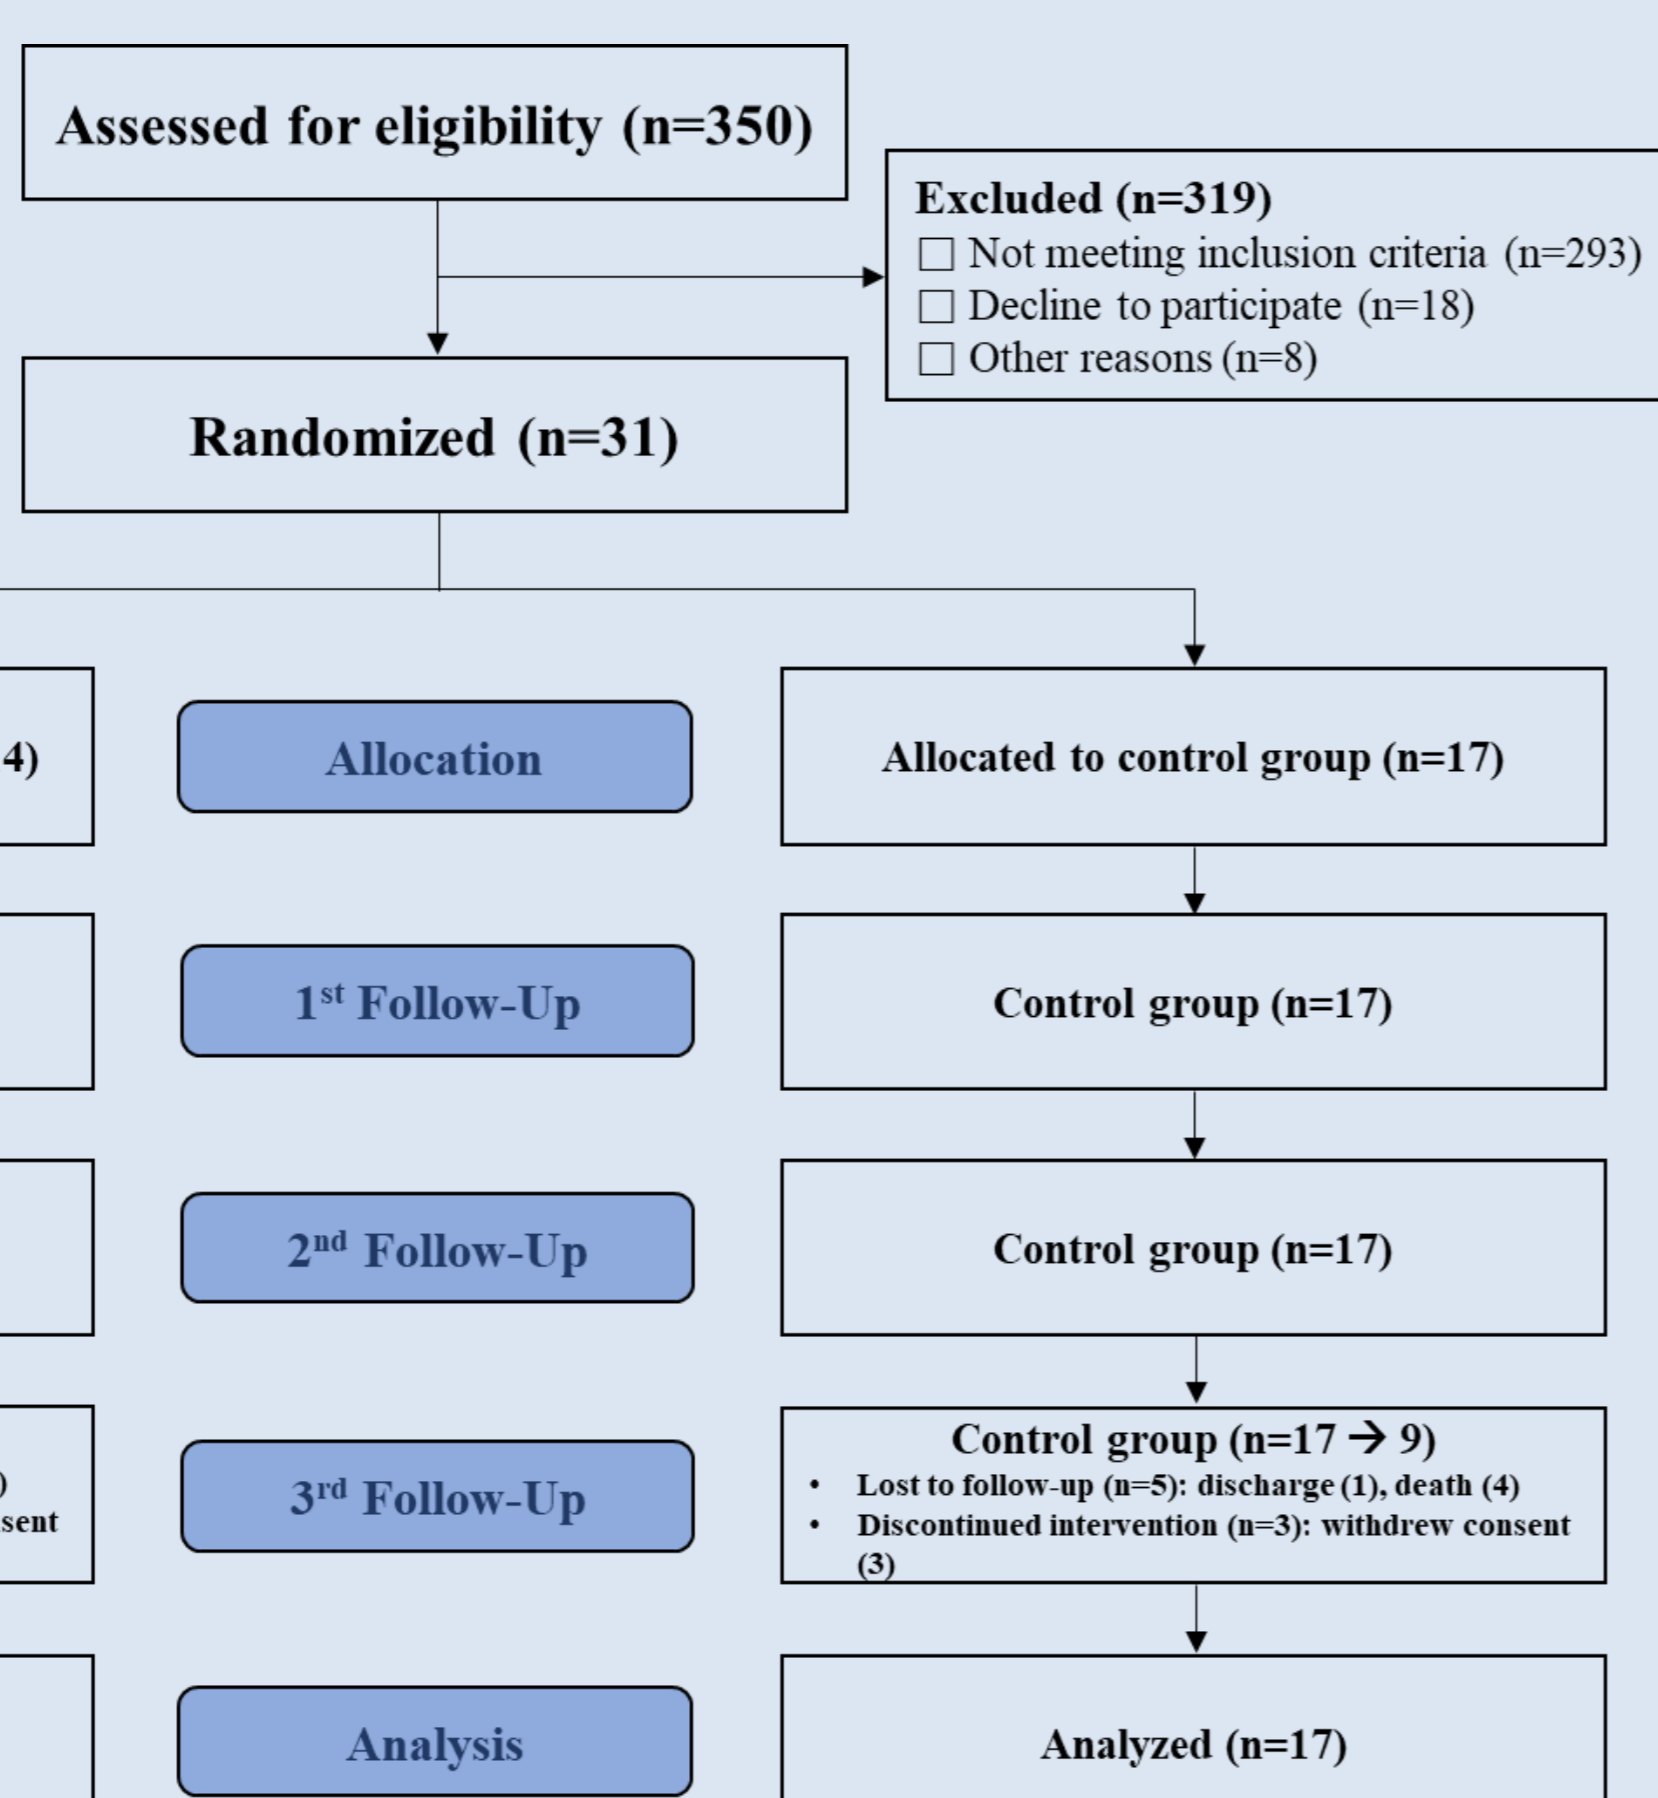 Assessed for eligibility (n=350)
Excluded (n=319)
☐ Not meeting inclusion criteria (n=293)
☐ Decline to participate (n=18)
☐ Other reasons (n=8)
Randomized (n=31)
4)
Allocation
Allocated to control group (n=17)
1st Follow-Up
Control group (n=17)
2nd Follow-Up
Control group (n=17)
)
sent
3rd Follow-Up
Control group (n=17 → 9)
• Lost to follow-up (n=5): discharge (1), death (4)
• Discontinued intervention (n=3): withdrew consent
(3)
Analysis
Analyzed (n=17)